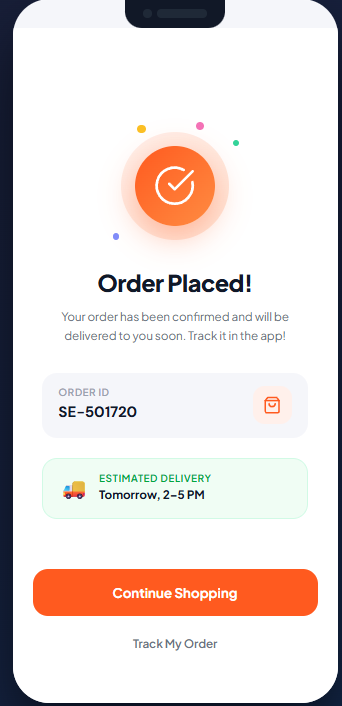 Order Placed!
Your order has been confirmed and will be
delivered to you soon. Track it in the app!
ORDER ID
SE-501720
ESTIMATED DELIVERY
Tomorrow, 2–5 PM
Continue Shopping
Track My Order